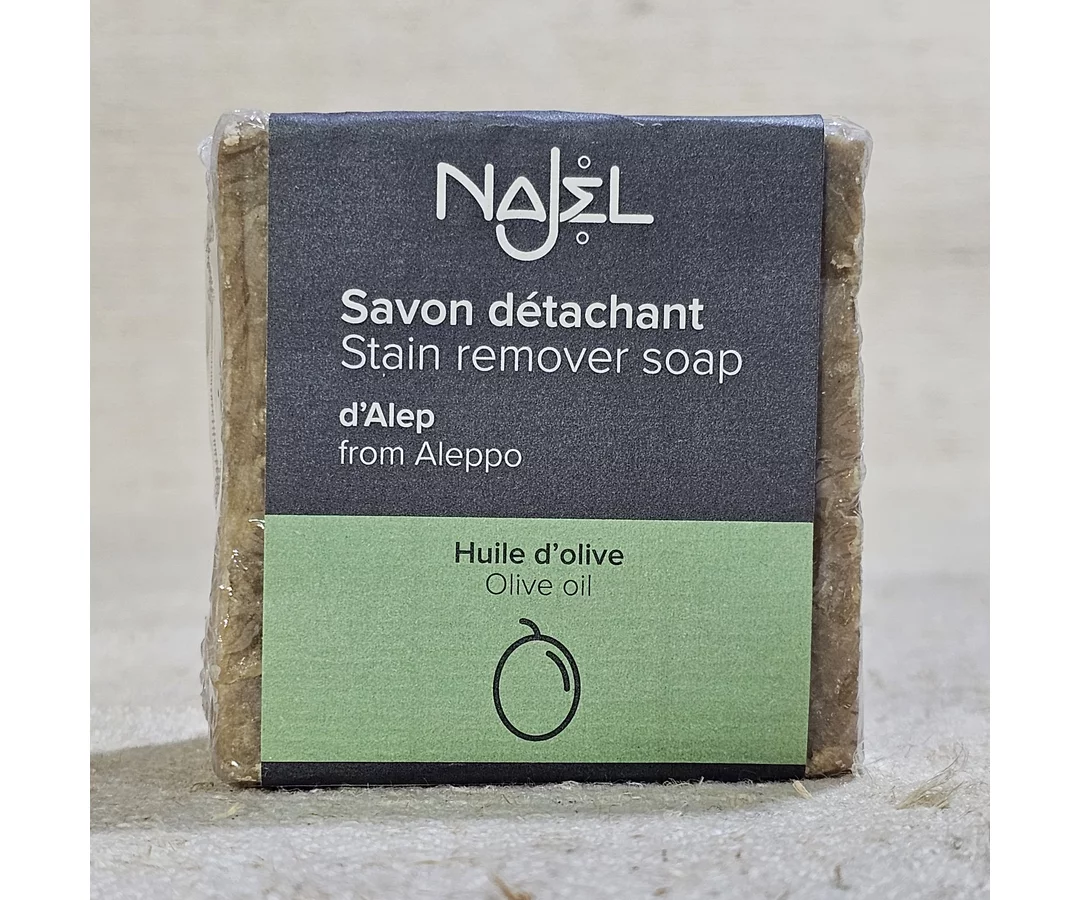 NAJEL
Savon détachant
Stain remover soap
d’Alep
from Aleppo
Huile d’olive
Olive oil